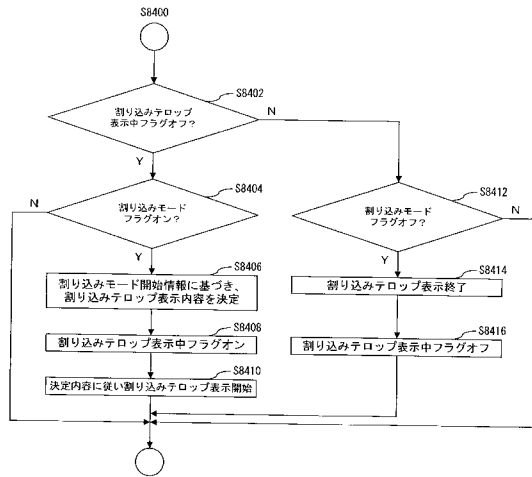 S8400
S8402
割り込みテロップ
表示中フラグオフ?
N
Y
S8404
割り込みモード
フラグオン?
N
Y
S8412
割り込みモード
フラグオフ?
N
Y
S8406
割り込みモード開始情報に基づき、
割り込みテロップ表示内容を決定
S8414
割り込みテロップ表示終了
S8408
割り込みテロップ表示中フラグオン
S8416
割り込みテロップ表示中フラグオフ
S8410
決定内容に従い割り込みテロップ表示開始